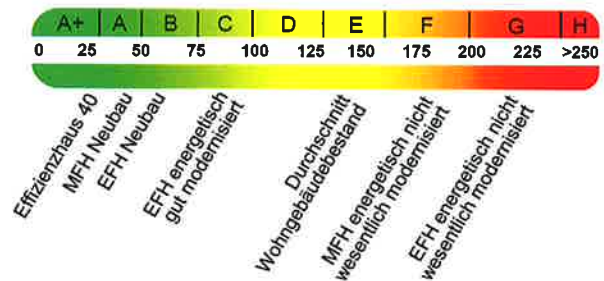 A+ A B C D E F G H
0 25 50 75 100 125 150 175 200 225 >250
Effizienzhaus 40
MFH Neubau
EFH Neubau
EFH energetisch
gut modernisiert
Durchschnitt
Wohngebäudebestand
MFH energetisch nicht
wesentlich modernisiert
EFH energetisch nicht
wesentlich modernisiert